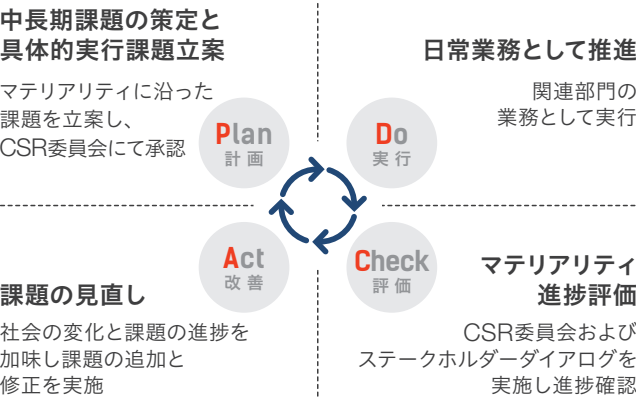 中長期課題の策定と
具体的実行課題立案
マテリアリティに沿った
課題を立案し、
CSR委員会にて承認
Plan
計画
日常業務として推進
関連部門の
業務として実行
Do
実行
Act
改善
課題の見直し
社会の変化と課題の進捗を
加味し課題の追加と
修正を実施
Check
評価
マテリアリティ
進捗評価
CSR委員会および
ステークホルダーダイアログを
実施し進捗確認